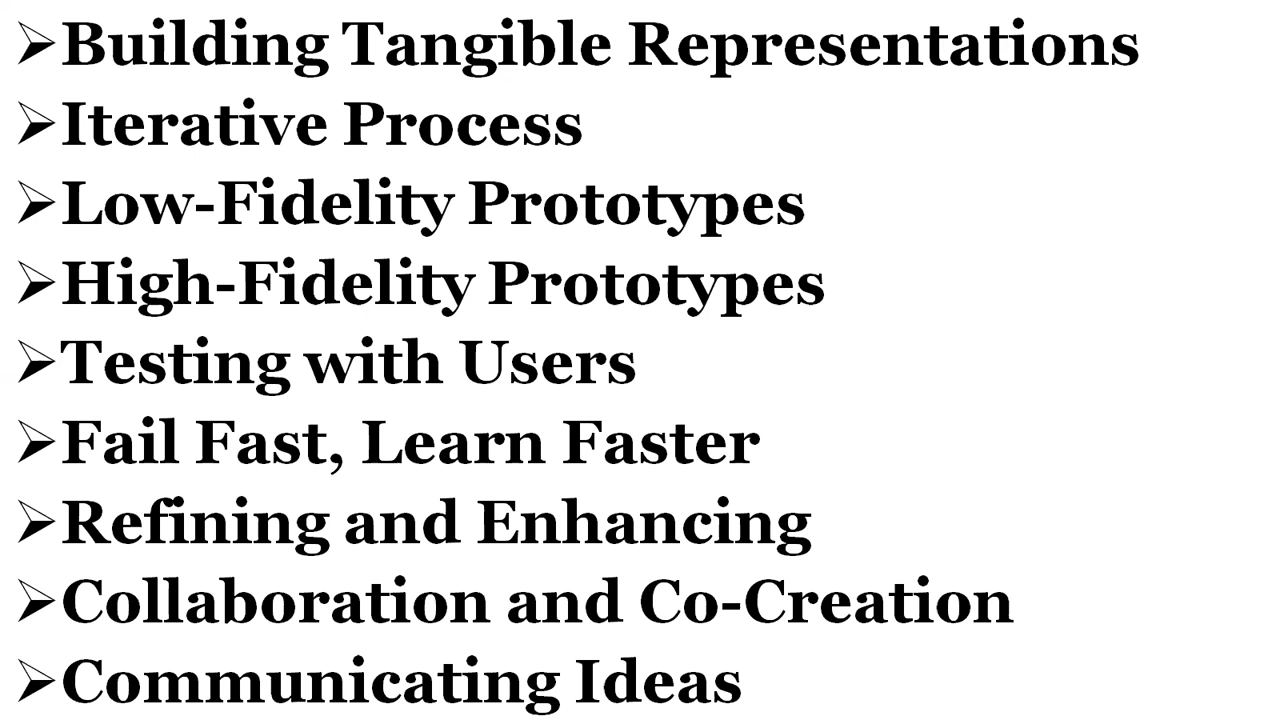 ➢Building Tangible Representations
➢Iterative Process
➢Low-Fidelity Prototypes
➢High-Fidelity Prototypes
➢Testing with Users
➢Fail Fast, Learn Faster
➢Refining and Enhancing
➢Collaboration and Co-Creation
➢Communicating Ideas